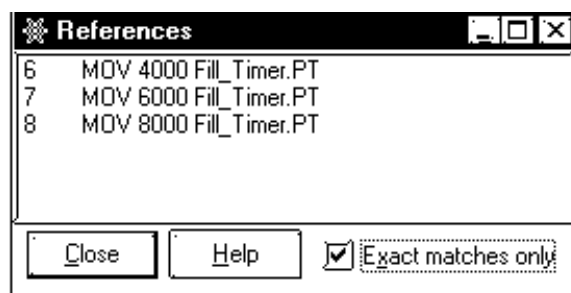 References
6 MOV 4000 Fill_Timer.PT
7 MOV 6000 Fill_Timer.PT
8 MOV 8000 Fill_Timer.PT
Close Help Exact matches only